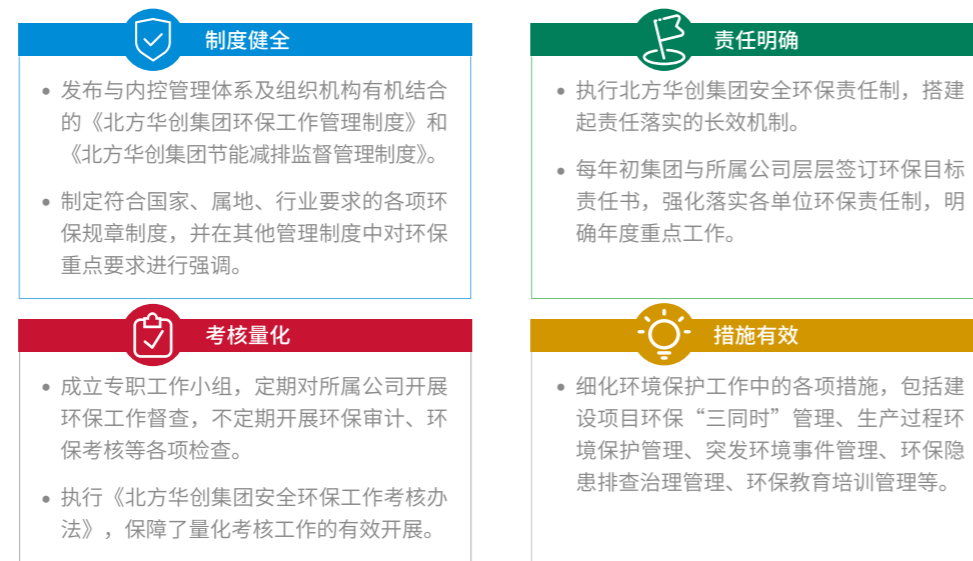 制度健全
• 发布与内控管理体系及组织机构有机结合
的《北方华创集团环保工作管理制度》和
《北方华创集团节能减排监督管理制度》。
• 制定符合国家、属地、行业要求的各项环
保规章制度，并在其他管理制度中对环保
重点要求进行强调。
责任明确
• 执行北方华创集团安全环保责任制，搭建
起责任落实的长效机制。
• 每年初集团与所属公司层层签订环保目标
责任书，强化落实各单位环保责任制，明
确年度重点工作。
考核量化
• 成立专职工作小组，定期对所属公司开展
环保工作督查，不定期开展环保审计、环
保考核等各项检查。
• 执行《北方华创集团安全环保工作考核办
法》，保障了量化考核工作的有效开展。
措施有效
• 细化环境保护工作中的各项措施，包括建
设项目环保“三同时”管理、生产过程环
境保护管理、突发环境事件管理、环保隐
患排查治理管理、环保教育培训管理等。